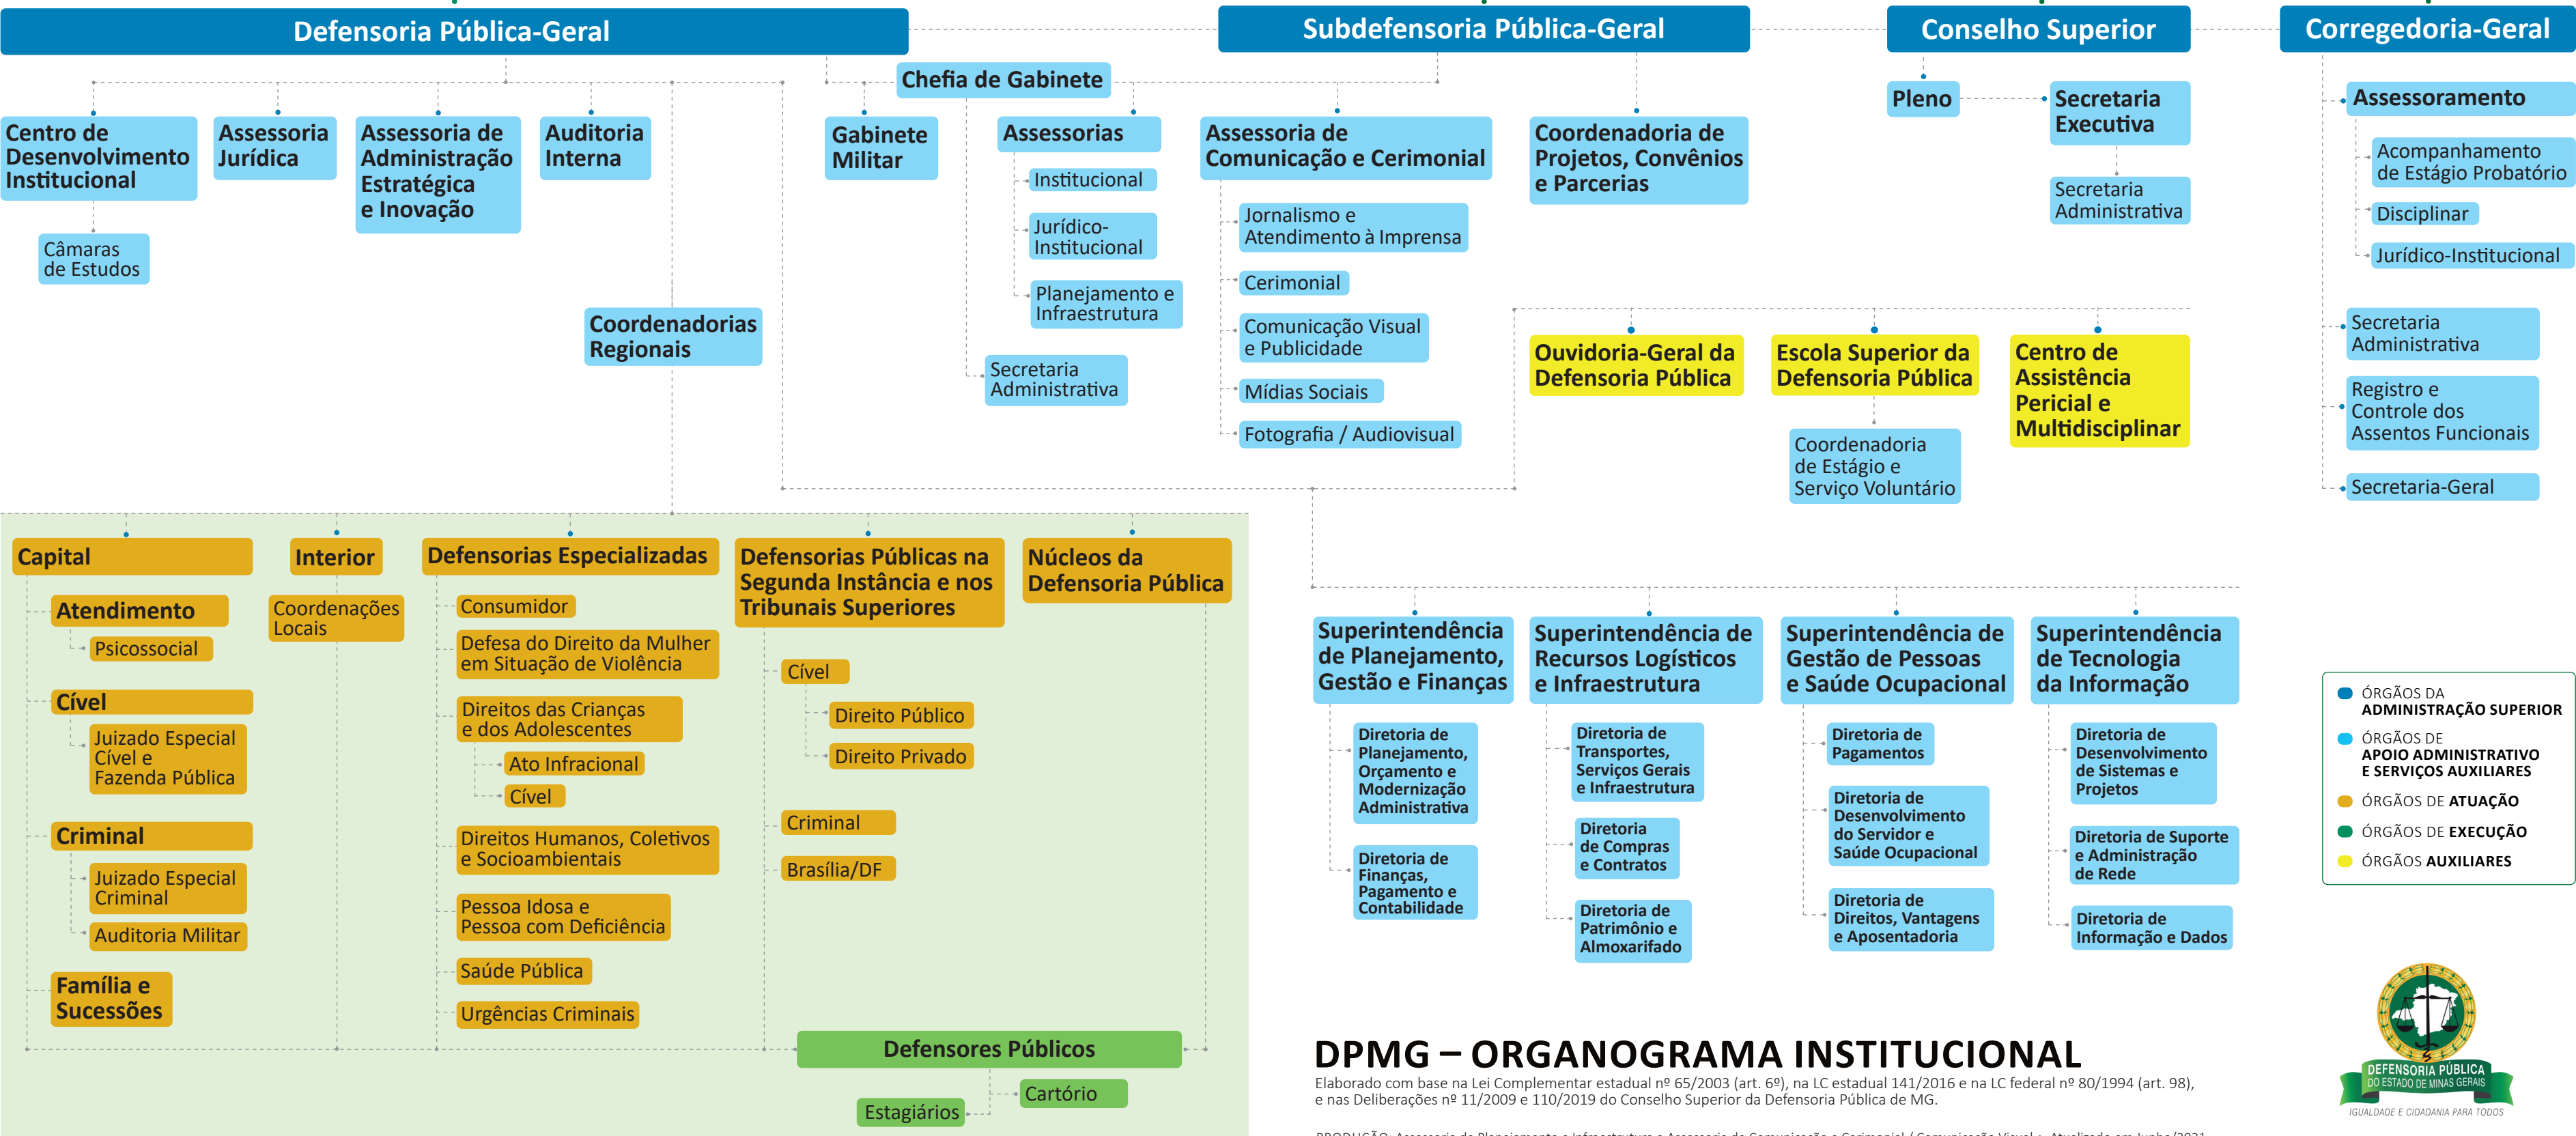 Defensoria Pública-Geral
Subdefensoria Pública-Geral
Conselho Superior
Corregedoria-Geral
Centro de
Desenvolvimento
Institucional
Câmaras
de Estudos
Assessoria
Jurídica
Assessoria de
Administração
Estratégica
e Inovação
Auditoria
Interna
Coordenadorias
Regionais
Chefia de Gabinete
Gabinete
Militar
Assessorias
Institucional
Jurídico-
Institucional
Planejamento e
Infraestrutura
Secretaria
Administrativa
Assessoria de
Comunicação e Cerimonial
Jornalismo e
Atendimento à Imprensa
Cerimonial
Comunicação Visual
e Publicidade
Mídias Sociais
Fotografia / Audiovisual
Coordenadoria de
Projetos, Convênios
e Parcerias
Pleno
Secretaria
Executiva
Secretaria
Administrativa
Assessoramento
Acompanhamento
de Estágio Probatório
Disciplinar
Jurídico-Institucional
Secretaria
Administrativa
Registro e
Controle dos
Assentos Funcionais
Secretaria-Geral
Ouvidoria-Geral da
Defensoria Pública
Escola Superior da
Defensoria Pública
Coordenadoria
de Estágio e
Serviço Voluntário
Centro de
Assistência
Pericial e
Multidisciplinar
Capital
Atendimento
Psicossocial
Cível
Juizado Especial
Cível e
Fazenda Pública
Criminal
Juizado Especial
Criminal
Auditoria Militar
Família e
Sucessões
Interior
Coordenações
Locais
Defensorias Especializadas
Consumidor
Defesa do Direito da Mulher
em Situação de Violência
Direitos das Crianças
e dos Adolescentes
Ato Infracional
Cível
Direitos Humanos, Coletivos
e Socioambientais
Pessoa Idosa e
Pessoa com Deficiência
Saúde Pública
Urgências Criminais
Defensorias Públicas na
Segunda Instância e nos
Tribunais Superiores
Cível
Direito Público
Direito Privado
Criminal
Brasília/DF
Núcleos da
Defensoria Pública
Defensores Públicos
Cartório
Estagiários
Superintendência
de Planejamento,
Gestão e Finanças
Diretoria de
Planejamento,
Orçamento e
Modernização
Administrativa
Diretoria de
Finanças,
Pagamento e
Contabilidade
Superintendência de
Recursos Logísticos
e Infraestrutura
Diretoria de
Transportes,
Serviços Gerais
e Infraestrutura
Diretoria
de Compras
e Contratos
Diretoria de
Patrimônio e
Almoxarifado
Superintendência de
Gestão de Pessoas
e Saúde Ocupacional
Diretoria de
Pagamentos
Diretoria de
Desenvolvimento
do Servidor e
Saúde Ocupacional
Diretoria de
Direitos, Vantagens
e Aposentadoria
Superintendência
de Tecnologia
da Informação
Diretoria de
Desenvolvimento
de Sistemas e
Projetos
Diretoria de Suporte
e Administração
de Rede
Diretoria de
Informação e Dados
ÓRGÃOS DA
ADMINISTRAÇÃO SUPERIOR
ÓRGÃOS DE
APOIO ADMINISTRATIVO
E SERVIÇOS AUXILIARES
ÓRGÃOS DE ATUAÇÃO
ÓRGÃOS DE EXECUÇÃO
ÓRGÃOS AUXILIARES
DPMG – ORGANOGRAMA INSTITUCIONAL
Elaborado com base na Lei Complementar estadual nº 65/2003 (art. 6º), na LC estadual 141/2016 e na LC federal nº 80/1994 (art. 98),
e nas Deliberações nº 11/2009 e 110/2019 do Conselho Superior da Defensoria Pública de MG.
PRODUÇÃO: Assessoria de Planejamento e Infraestrutura e Assessoria de Comunicação e Cerimonial / Comunicação Visual • Atualizado em Junho/2021
DEFENSORIA PÚBLICA
DO ESTADO DE MINAS GERAIS
IGUALDADE E CIDADANIA PARA TODOS